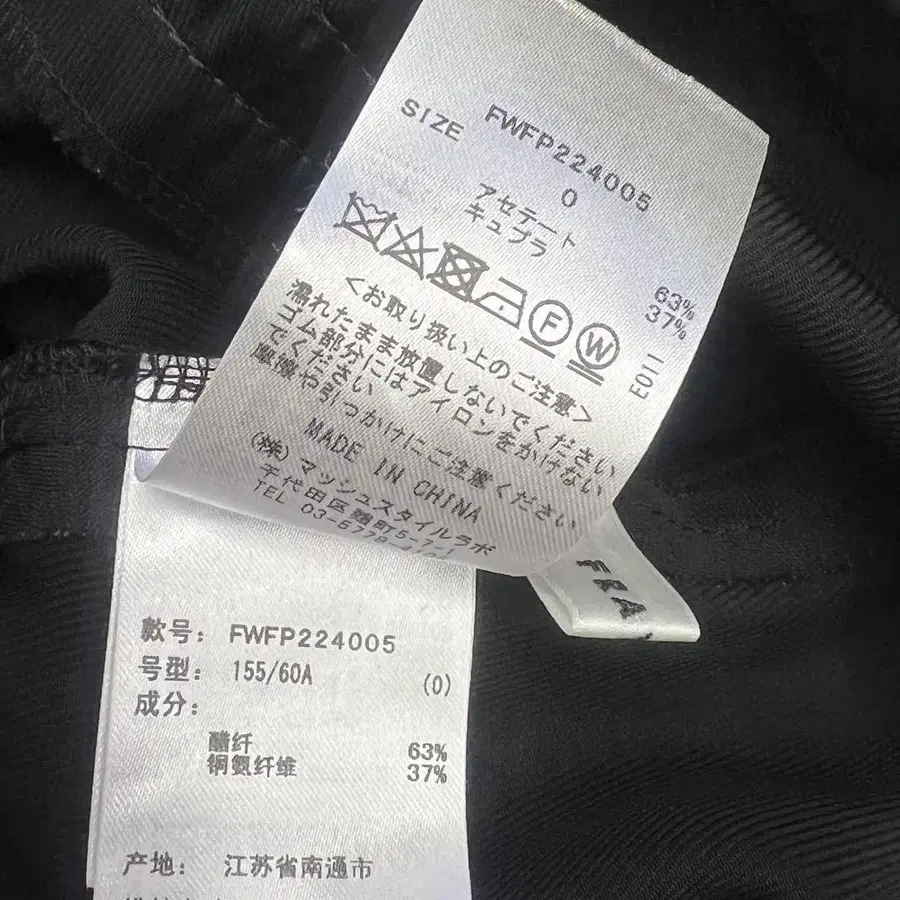 FWFP224005
SIZE 0
アセテート 63%
キュプラ 37%
F W
E011
<お取り扱い上のご注意>
濡れたまま放置しないでください
ゴム部分にはアイロンをかけない
でください
摩擦や引っかけにご注意ください
MADE IN CHINA
(株)マッシュスタイルラボ
千代田区麹町5-7-1
TEL
FRA
款号: FWFP224005
号型: 155/60A (0)
成分:
醋纤 63%
铜氨纤维 37%
产地: 江苏省南通市